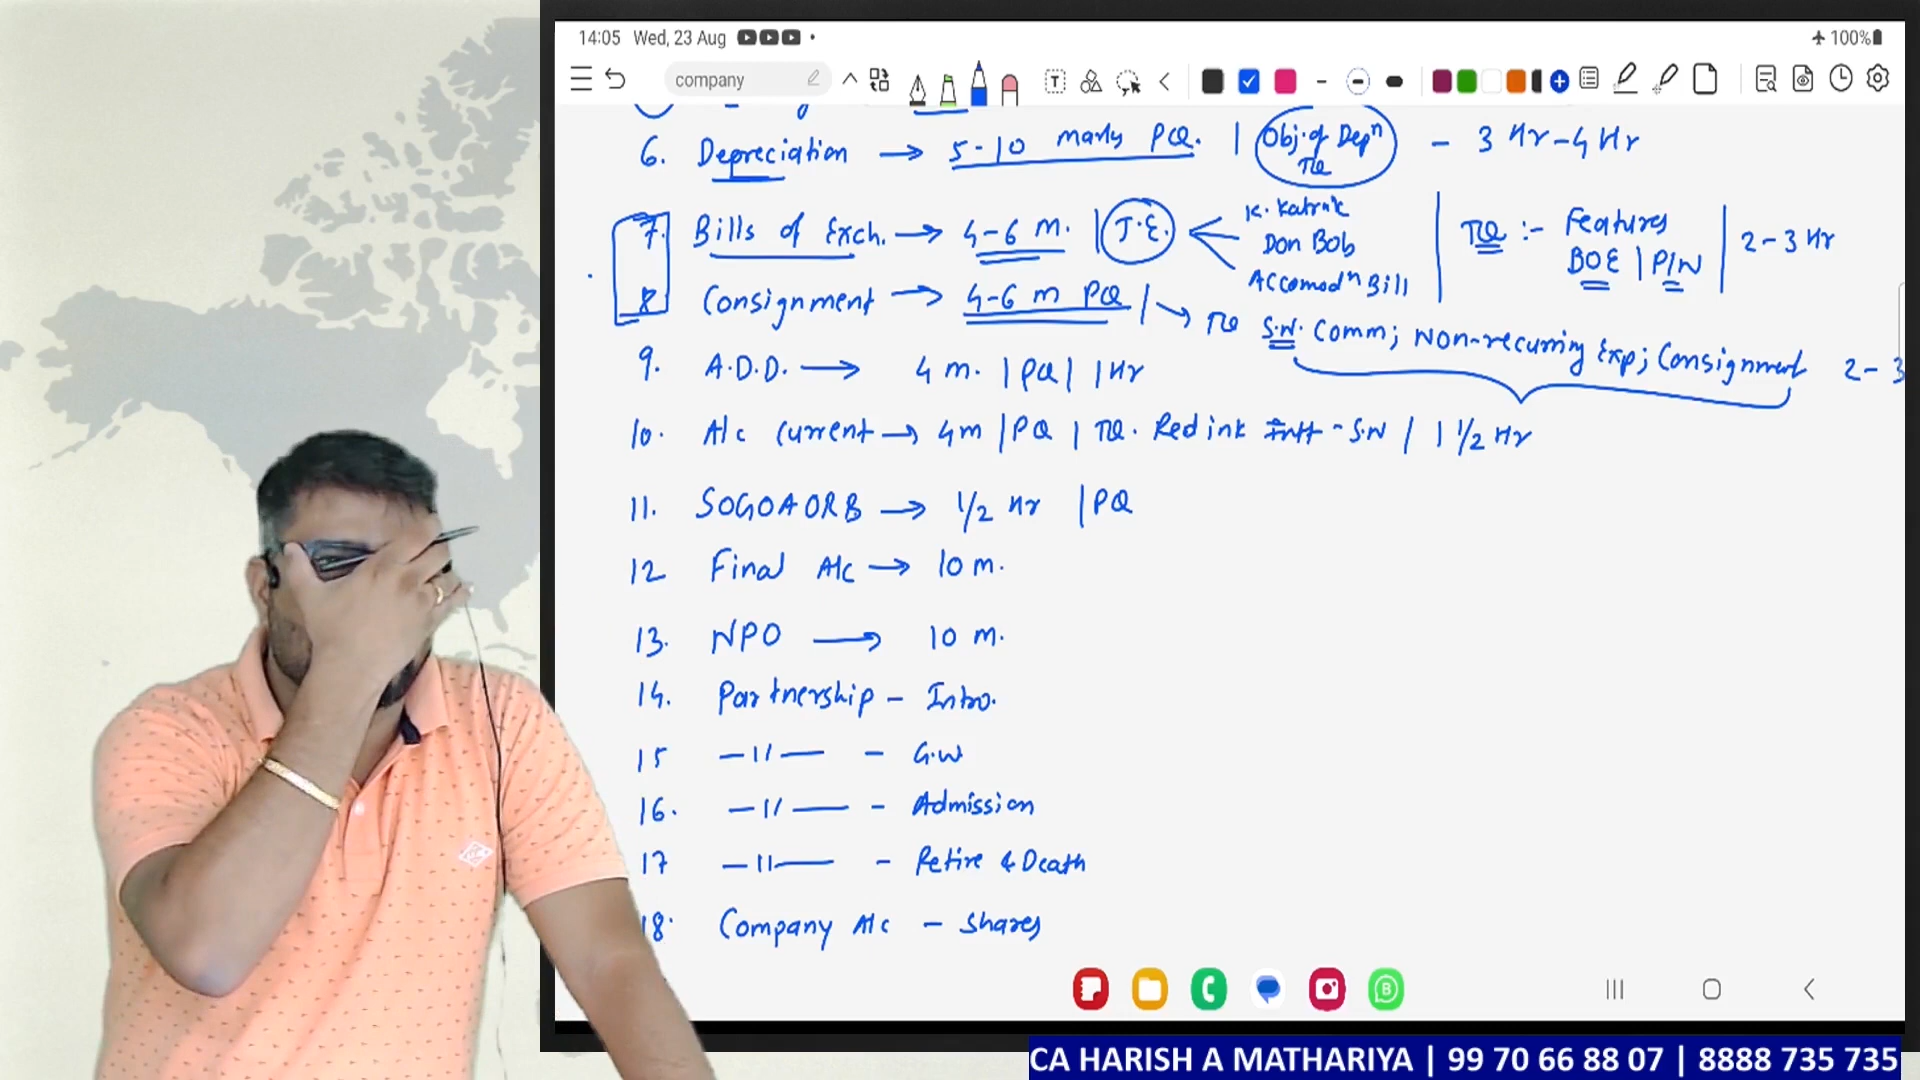 14:05 Wed, 23 Aug
100%
company
6. Depreciation → 5-10 marks PQ. | Obj. of Depn TQ - 3 Hr-4 Hr
7. Bills of Exch. → 4-6 m. | J.E. K. Katrak Don Bob Accomodn Bill | TQ :- Features BOE | P/N | 2-3 Hr
8 Consignment → 4-6 m PQ | → TQ S.N. Comm; Non-recurring Exp; Consignment 2-3
9. A.D.D. → 4 m. | PQ | 1 Hr
10. A/c Current → 4m | PQ | TQ. Red ink Intt - S.N | 1 1/2 Hr
11. SOGOAORB → 1/2 Hr | PQ
12 Final A/c → 10 m.
13. NPO → 10 m.
14. Partnership - Intro.
15 —//— - G.W
16. —//— - Admission
17 —//— - Retire & Death
18. Company A/c - Shares
CA HARISH A MATHARIYA | 99 70 66 88 07 | 8888 735 735